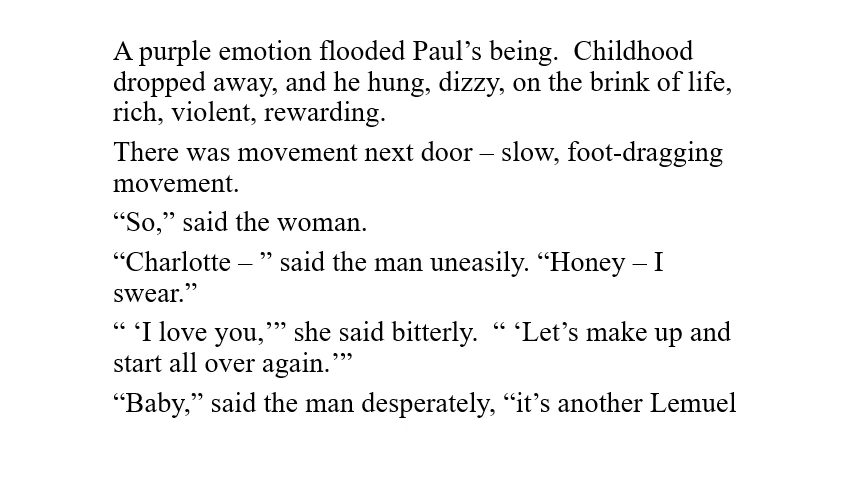 A purple emotion flooded Paul’s being.  Childhood
dropped away, and he hung, dizzy, on the brink of life,
rich, violent, rewarding.
There was movement next door – slow, foot-dragging
movement.
“So,” said the woman.
“Charlotte – ” said the man uneasily. “Honey – I
swear.”
“ ‘I love you,’” she said bitterly.  “ ‘Let’s make up and
start all over again.’”
“Baby,” said the man desperately, “it’s another Lemuel